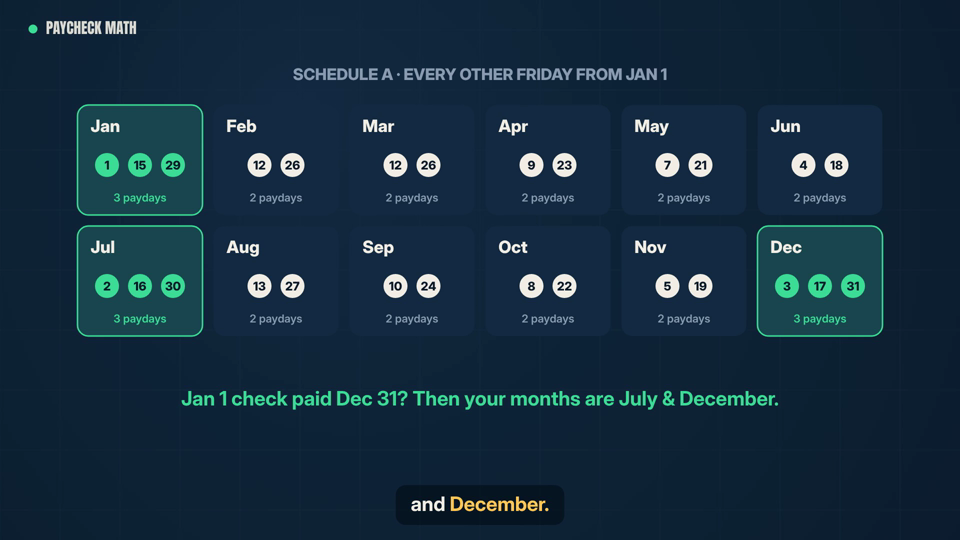 PAYCHECK MATH
SCHEDULE A · EVERY OTHER FRIDAY FROM JAN 1
Jan
1 15 29
3 paydays
Feb
12 26
2 paydays
Mar
12 26
2 paydays
Apr
9 23
2 paydays
May
7 21
2 paydays
Jun
4 18
2 paydays
Jul
2 16 30
3 paydays
Aug
13 27
2 paydays
Sep
10 24
2 paydays
Oct
8 22
2 paydays
Nov
5 19
2 paydays
Dec
3 17 31
3 paydays
Jan 1 check paid Dec 31? Then your months are July & December.
and December.